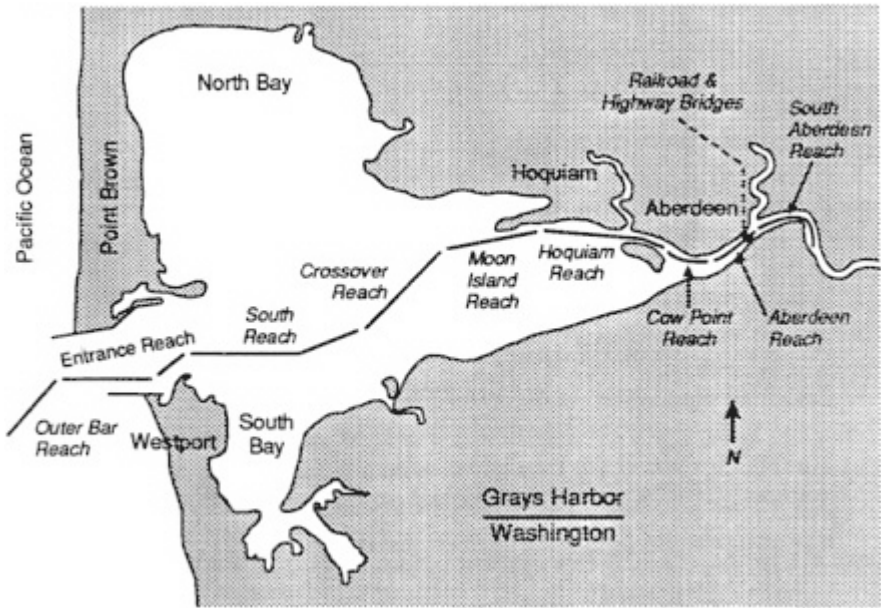 North Bay
Railroad &
Highway Bridges
South
Aberdeen
Reach
Pacific Ocean
Point Brown
Hoquiam
Aberdeen
Crossover
Reach
Moon
Island
Reach
Hoquiam
Reach
South
Reach
Cow Point
Reach
Aberdeen
Reach
Entrance Reach
Outer Bar
Reach
Westport
South
Bay
N
Grays Harbor
Washington